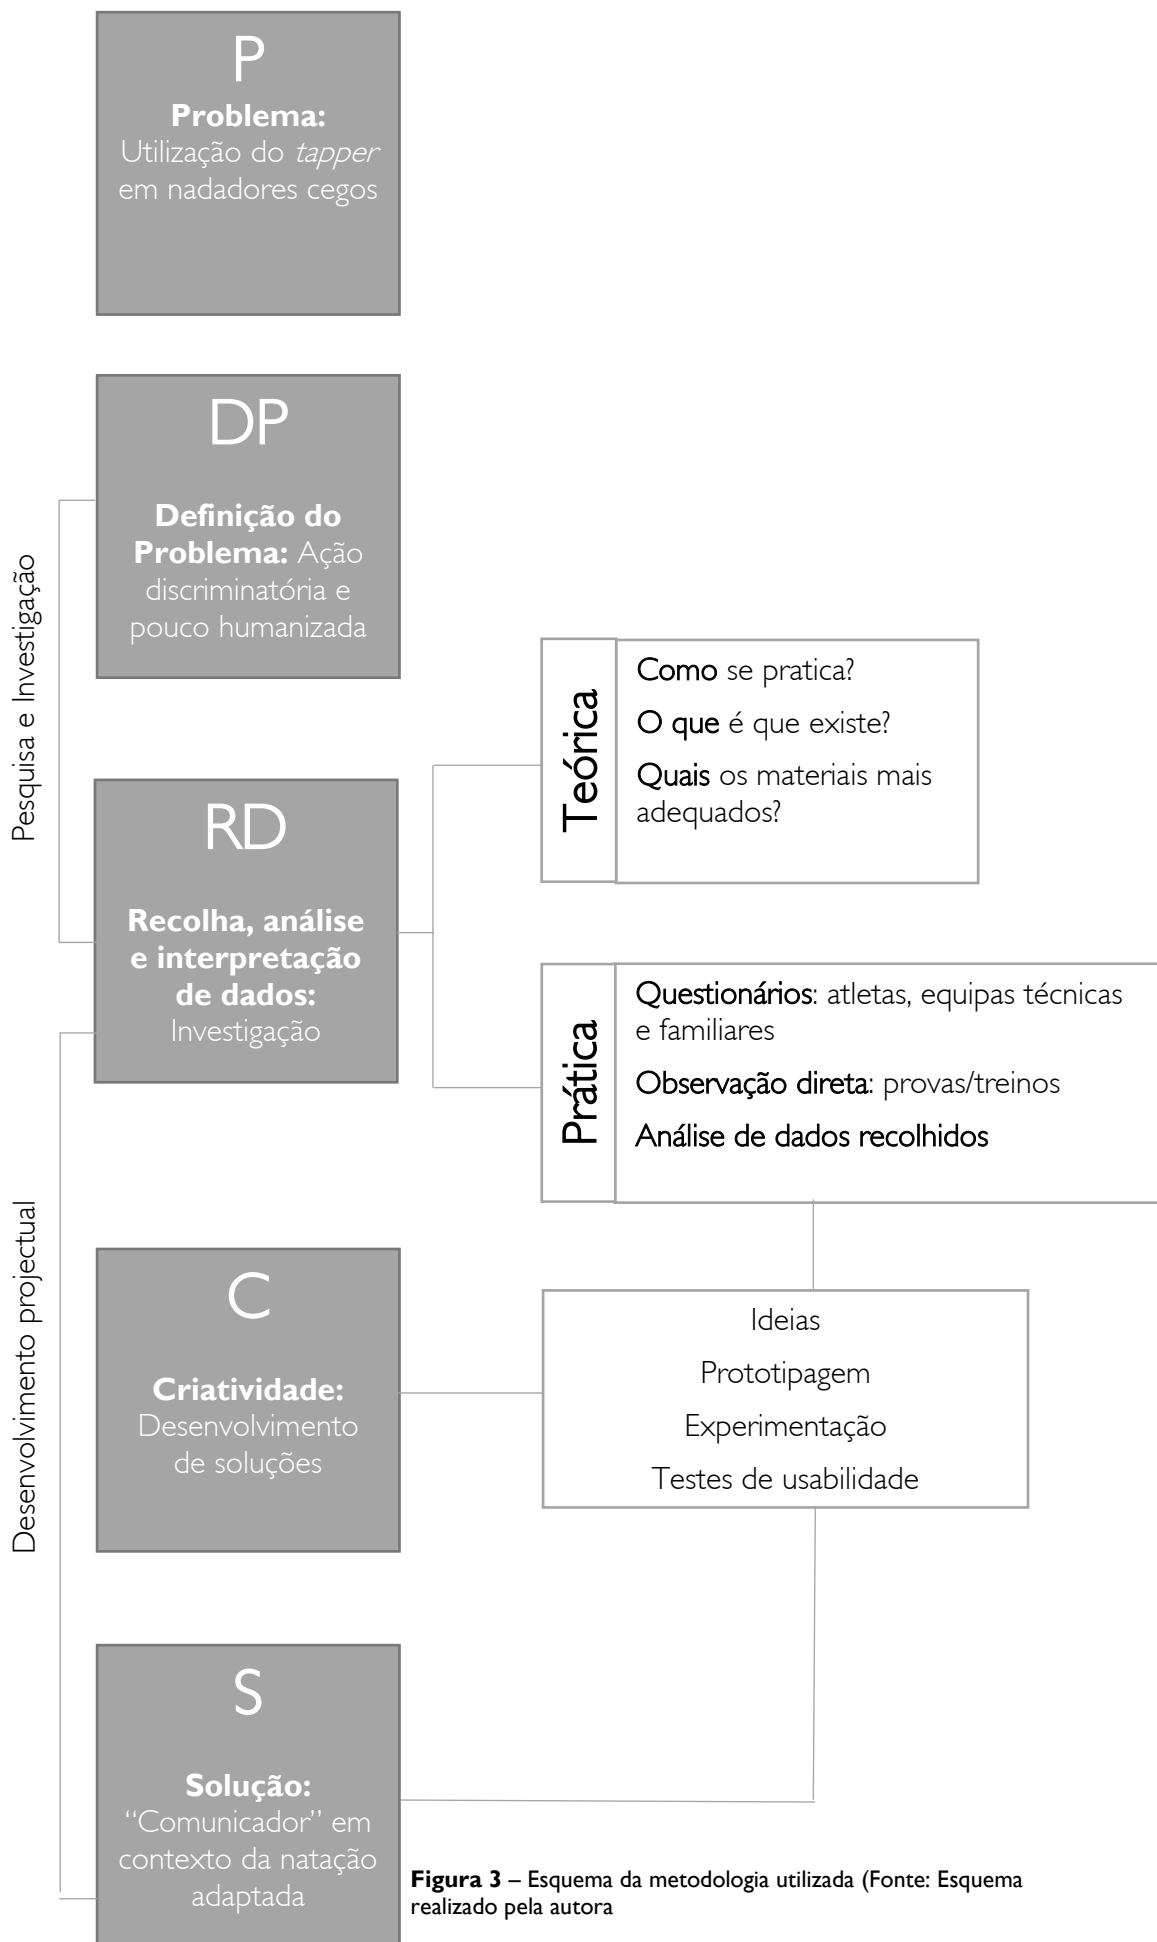 P
Problema:
Utilização do tapper
em nadadores cegos
DP
Definição do
Problema: Ação
discriminatória e
pouco humanizada
Pesquisa e Investigação
RD
Recolha, análise
e interpretação
de dados:
Investigação
Teórica
Como se pratica?
O que é que existe?
Quais os materiais mais
adequados?
Prática
Questionários: atletas, equipas técnicas
e familiares
Observação direta: provas/treinos
Análise de dados recolhidos
Desenvolvimento projectual
C
Criatividade:
Desenvolvimento
de soluções
Ideias
Prototipagem
Experimentação
Testes de usabilidade
S
Solução:
“Comunicador” em
contexto da natação
adaptada
Figura 3 – Esquema da metodologia utilizada (Fonte: Esquema
realizado pela autora